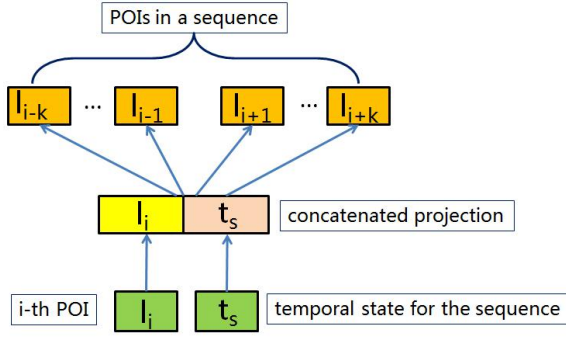 POIs in a sequence
l_{i-k} ... l_{i-1} l_{i+1} ... l_{i+k}
l_i t_s concatenated projection
i-th POI l_i t_s temporal state for the sequence